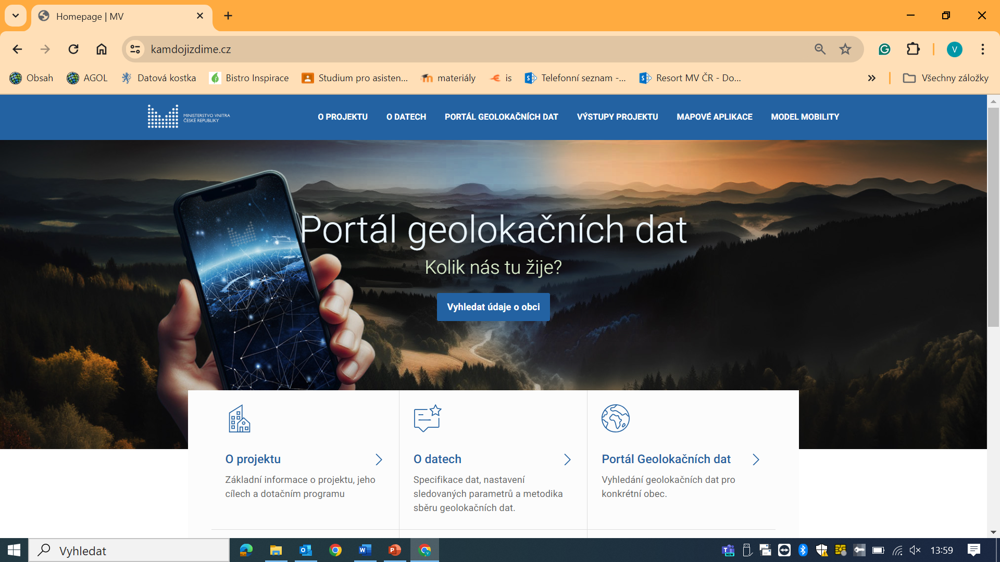 Homepage | MV
kamdojizdime.cz
V
Obsah
AGOL
Datová kostka
Bistro Inspirace
Studium pro asisten...
materiály
is
Telefonní seznam -...
Resort MV ČR - Do...
Všechny záložky
MINISTERSTVO VNITRA
ČESKÉ REPUBLIKY
O PROJEKTU
O DATECH
PORTÁL GEOLOKAČNÍCH DAT
VÝSTUPY PROJEKTU
MAPOVÉ APLIKACE
MODEL MOBILITY
Portál geolokačních dat
Kolik nás tu žije?
Vyhledat údaje o obci
O projektu
Základní informace o projektu, jeho
cílech a dotačním programu
O datech
Specifikace dat, nastavení
sledovaných parametrů a metodika
sběru geolokačních dat.
Portál Geolokačních dat
Vyhledání geolokačních dat pro
konkrétní obec.
Vyhledat
13:59